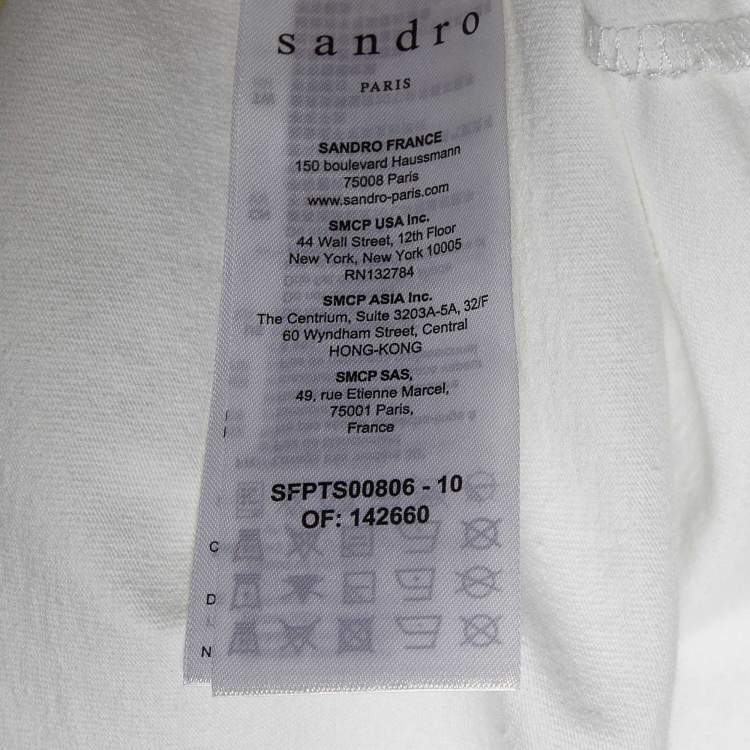 sandro
PARIS
SANDRO FRANCE
150 boulevard Haussmann
75008 Paris
www.sandro-paris.com
SMCP USA Inc.
44 Wall Street, 12th Floor
New York, New York 10005
RN132784
SMCP ASIA Inc.
The Centrium, Suite 3203A-5A, 32/F
60 Wyndham Street, Central
HONG-KONG
SMCP SAS,
49, rue Etienne Marcel,
75001 Paris,
France
SFPTS00806 - 10
OF: 142660
C
D
N